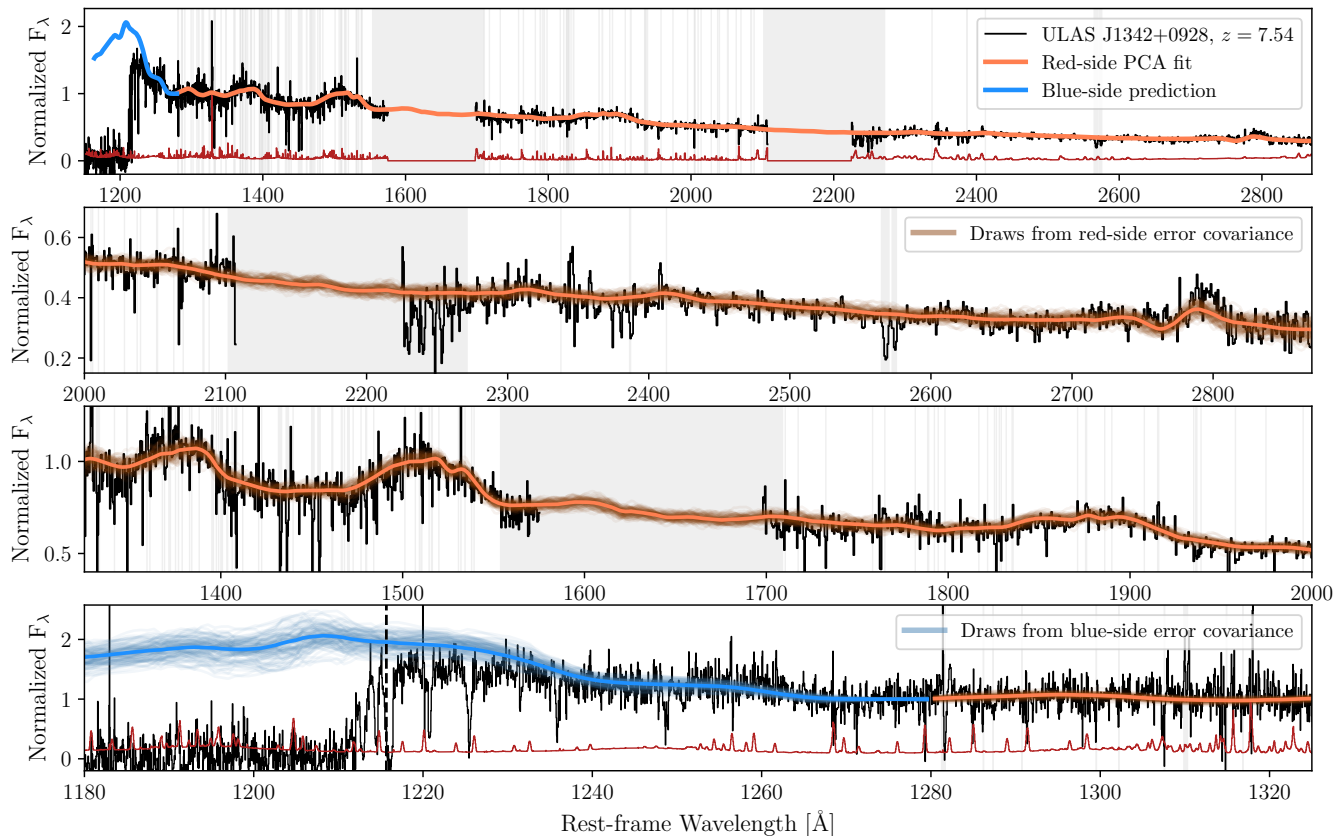 Normalized F_λ
2
1
0
ULAS J1342+0928, z = 7.54
Red-side PCA fit
Blue-side prediction
1200 1400 1600 1800 2000 2200 2400 2600 2800
Normalized F_λ
0.6
0.4
0.2
Draws from red-side error covariance
2000 2100 2200 2300 2400 2500 2600 2700 2800
Normalized F_λ
1.0
0.5
1400 1500 1600 1700 1800 1900 2000
Normalized F_λ
2
1
0
Draws from blue-side error covariance
1180 1200 1220 1240 1260 1280 1300 1320
Rest-frame Wavelength [Å]